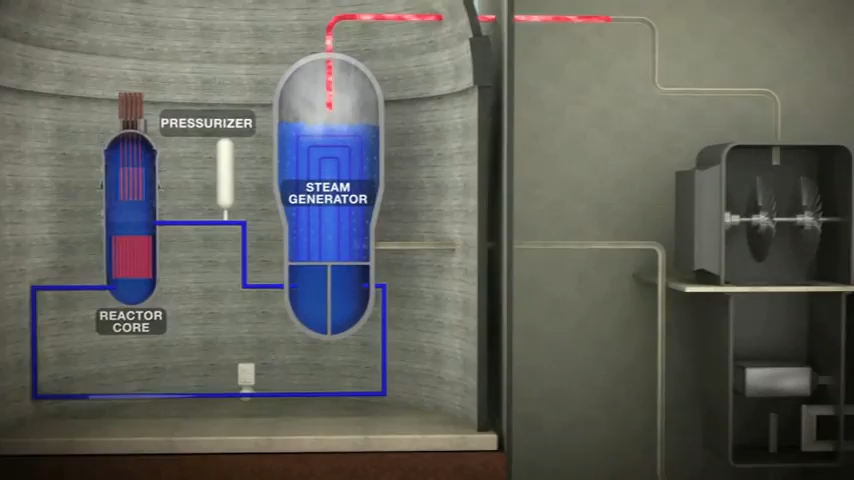 PRESSURIZER
STEAM
GENERATOR
REACTOR
CORE